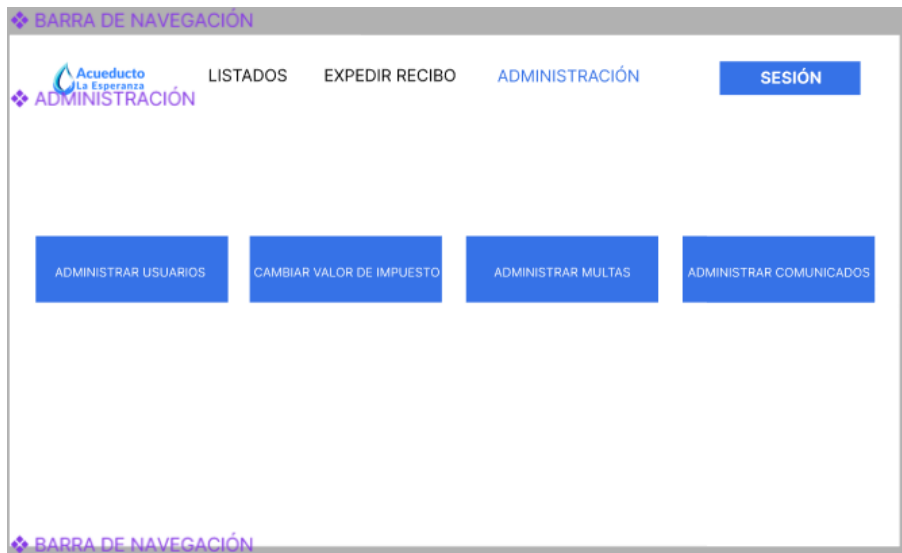 ❖ BARRA DE NAVEGACIÓN
Acueducto
La Esperanza
LISTADOS
EXPEDIR RECIBO
ADMINISTRACIÓN
SESIÓN
❖ ADMINISTRACIÓN
ADMINISTRAR USUARIOS
CAMBIAR VALOR DE IMPUESTO
ADMINISTRAR MULTAS
ADMINISTRAR COMUNICADOS
❖ BARRA DE NAVEGACIÓN